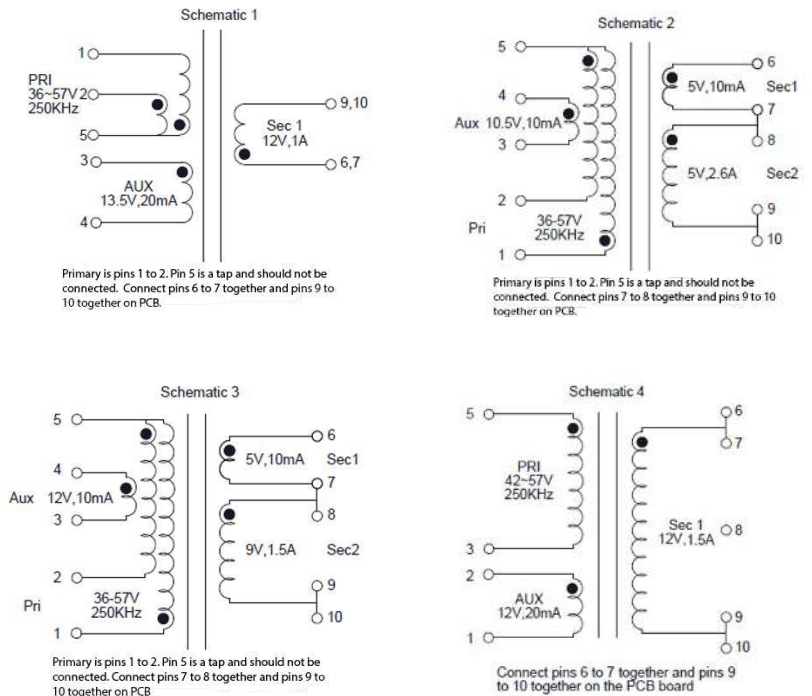 Schematic 1
1
PRI
36~57V 2
250KHz
5
3
AUX
13.5V,20mA
4
9,10
Sec 1
12V,1A
6,7
Primary is pins 1 to 2. Pin 5 is a tap and should not be
connected. Connect pins 6 to 7 together and pins 9 to
10 together on PCB.
Schematic 2
5
4
Aux 10.5V,10mA
3
2
Pri
36-57V
250KHz
1
6
5V,10mA Sec1
7
8
5V,2.6A Sec2
9
10
Primary is pins 1 to 2. Pin 5 is a tap and should not be
connected. Connect pins 7 to 8 together and pins 9 to 10
together on PCB.
Schematic 3
5
4
Aux 12V,10mA
3
2
Pri
36-57V
250KHz
1
6
5V,10mA Sec1
7
8
9V,1.5A Sec2
9
10
Primary is pins 1 to 2. Pin 5 is a tap and should not be
connected. Connect pins 7 to 8 together and pins 9 to
10 together on PCB
Schematic 4
5
PRI
42~57V
250KHz
3
2
AUX
12V,20mA
1
6
7
Sec 1
12V,1.5A
8
9
10
Connect pins 6 to 7 together and pins 9
to 10 together on the PCB board